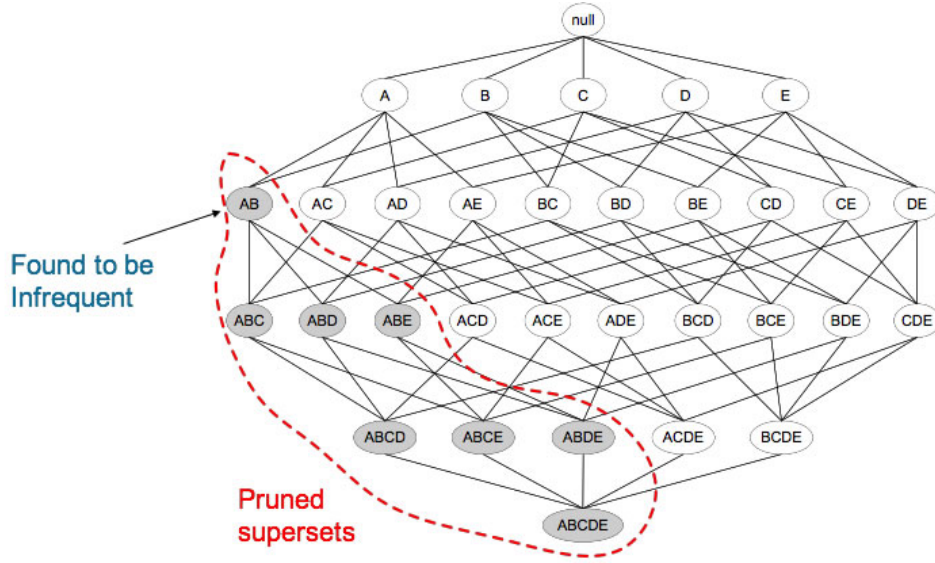 null
A B C D E
AB AC AD AE BC BD BE CD CE DE
Found to be
Infrequent
ABC ABD ABE ACD ACE ADE BCD BCE BDE CDE
ABCD ABCE ABDE ACDE BCDE
Pruned
supersets
ABCDE